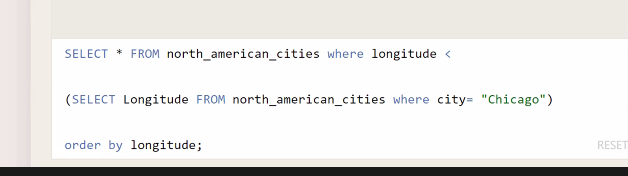 SELECT * FROM north_american_cities where longitude <
(SELECT Longitude FROM north_american_cities where city= "Chicago")
order by longitude;
RESET